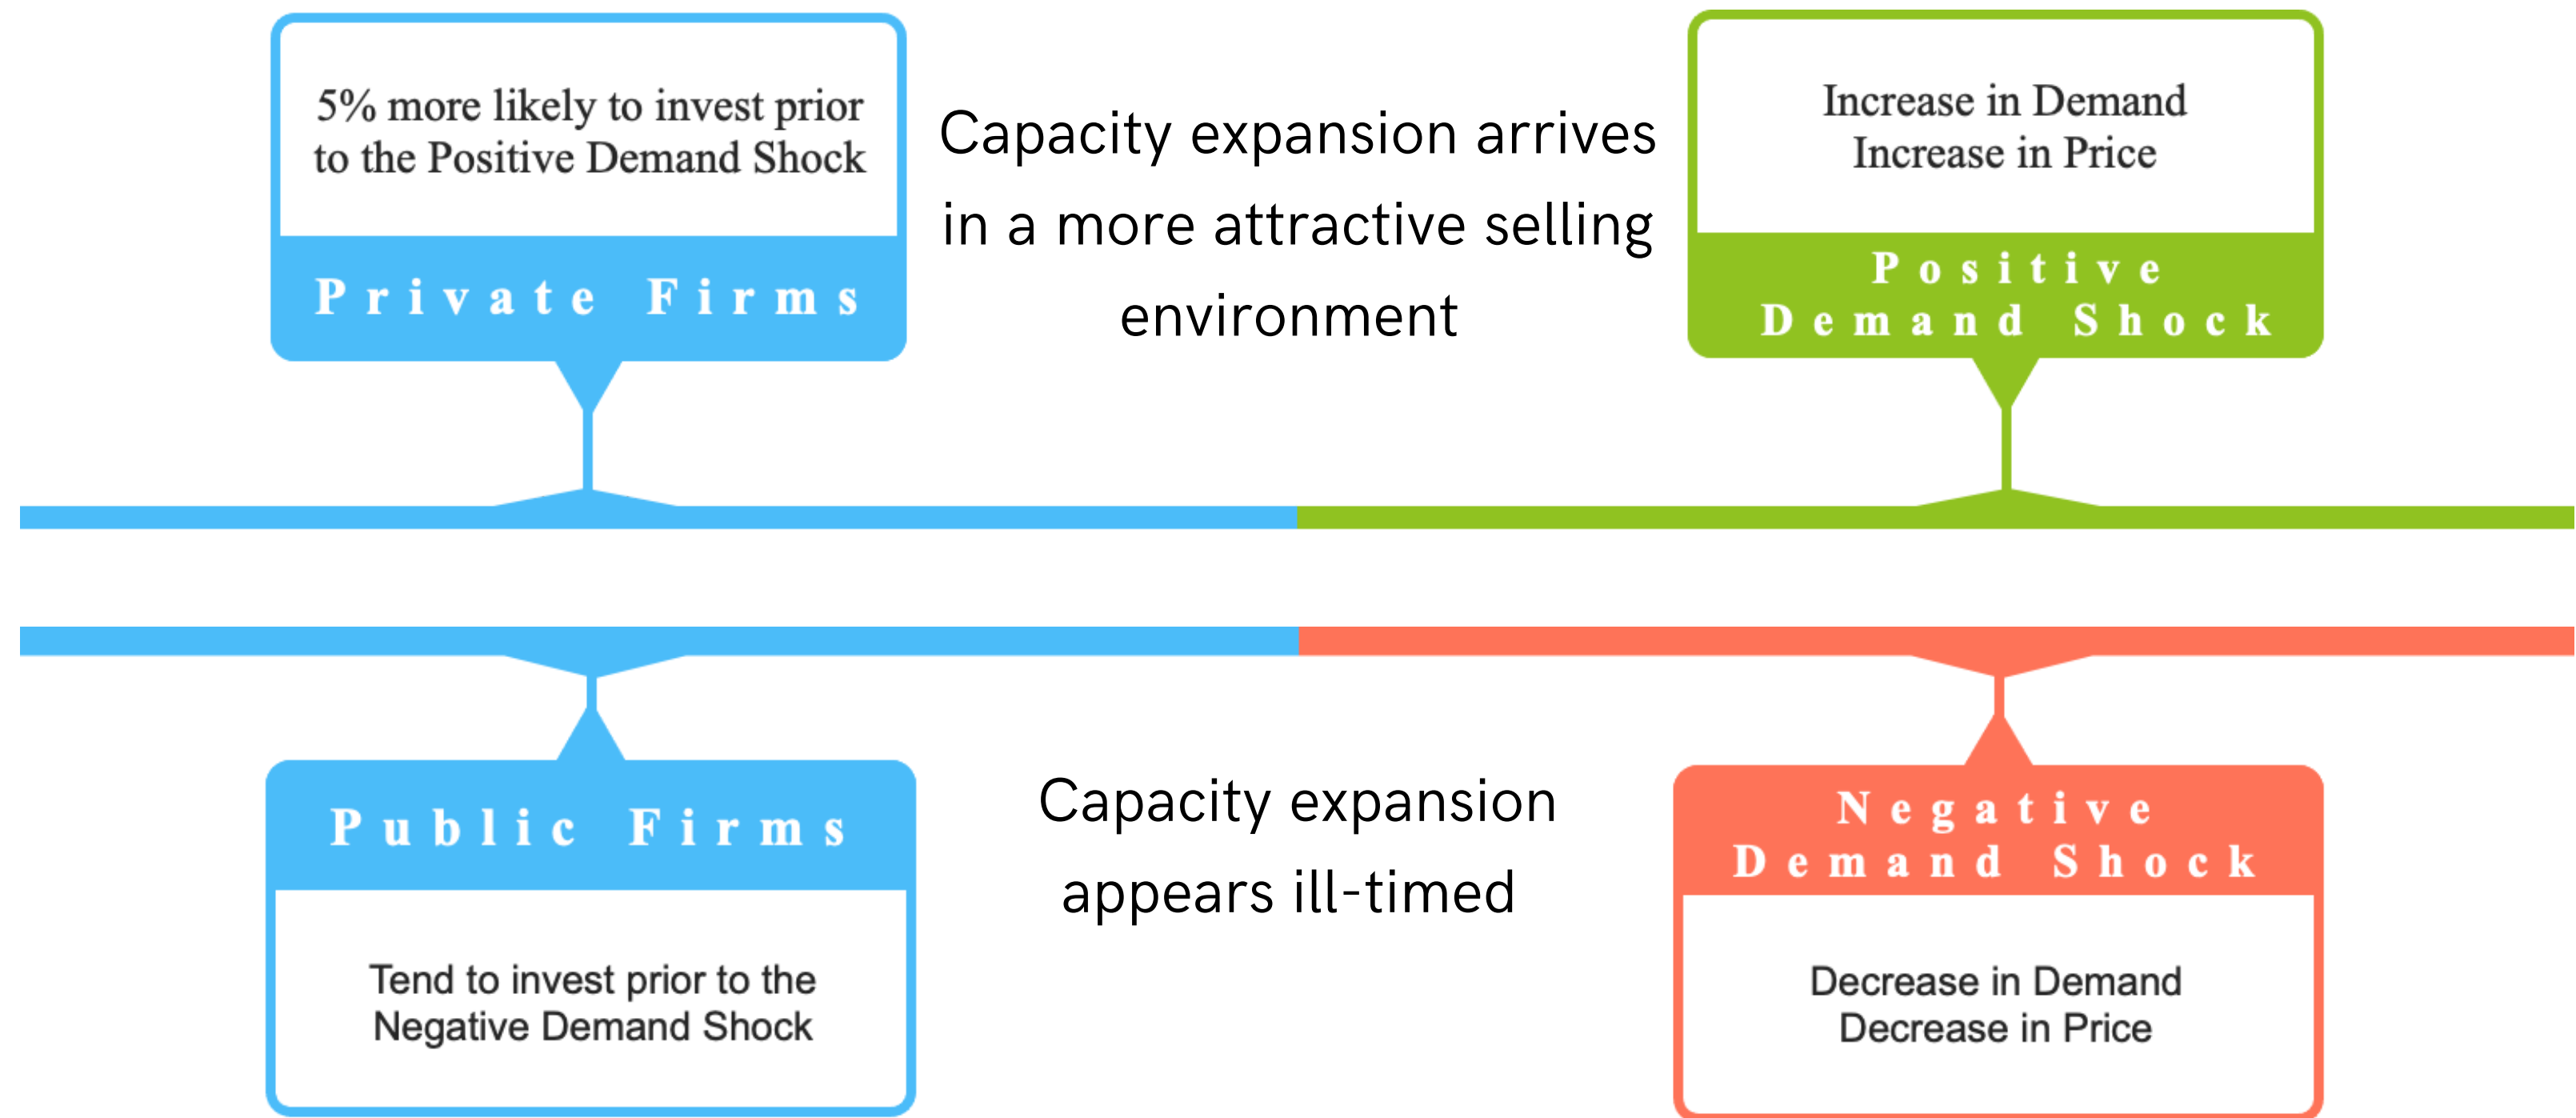 5% more likely to invest prior
to the Positive Demand Shock
Private Firms
Capacity expansion arrives
in a more attractive selling
environment
Increase in Demand
Increase in Price
Positive
Demand Shock
Public Firms
Tend to invest prior to the
Negative Demand Shock
Capacity expansion
appears ill-timed
Negative
Demand Shock
Decrease in Demand
Decrease in Price